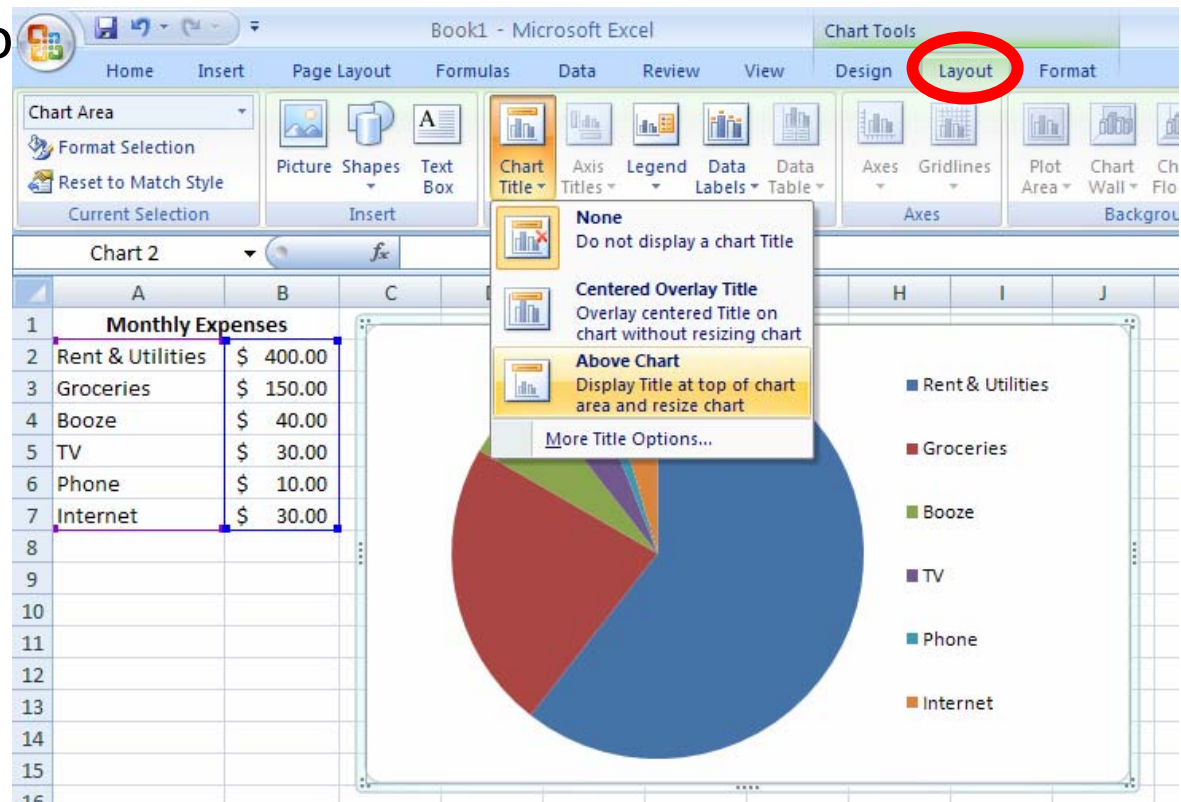 Book1 - Microsoft Excel
Chart Tools
Home Insert Page Layout Formulas Data Review View Design Layout Format
Chart Area
Format Selection
Reset to Match Style
Current Selection
Picture
Shapes
Text
Box
Insert
Chart
Title
Axis
Titles
Legend
Data
Labels
Data
Table
Axes
Gridlines
Axes
Plot
Area
Chart
Wall
Ch
Flo
Backgrou
None
Do not display a chart Title
Centered Overlay Title
Overlay centered Title on
chart without resizing chart
Above Chart
Display Title at top of chart
area and resize chart
More Title Options...
Chart 2
fx
A B C H I J
1 Monthly Expenses
2 Rent & Utilities $ 400.00
3 Groceries $ 150.00
4 Booze $ 40.00
5 TV $ 30.00
6 Phone $ 10.00
7 Internet $ 30.00
8
9
10
11
12
13
14
15
16
Rent & Utilities
Groceries
Booze
TV
Phone
Internet